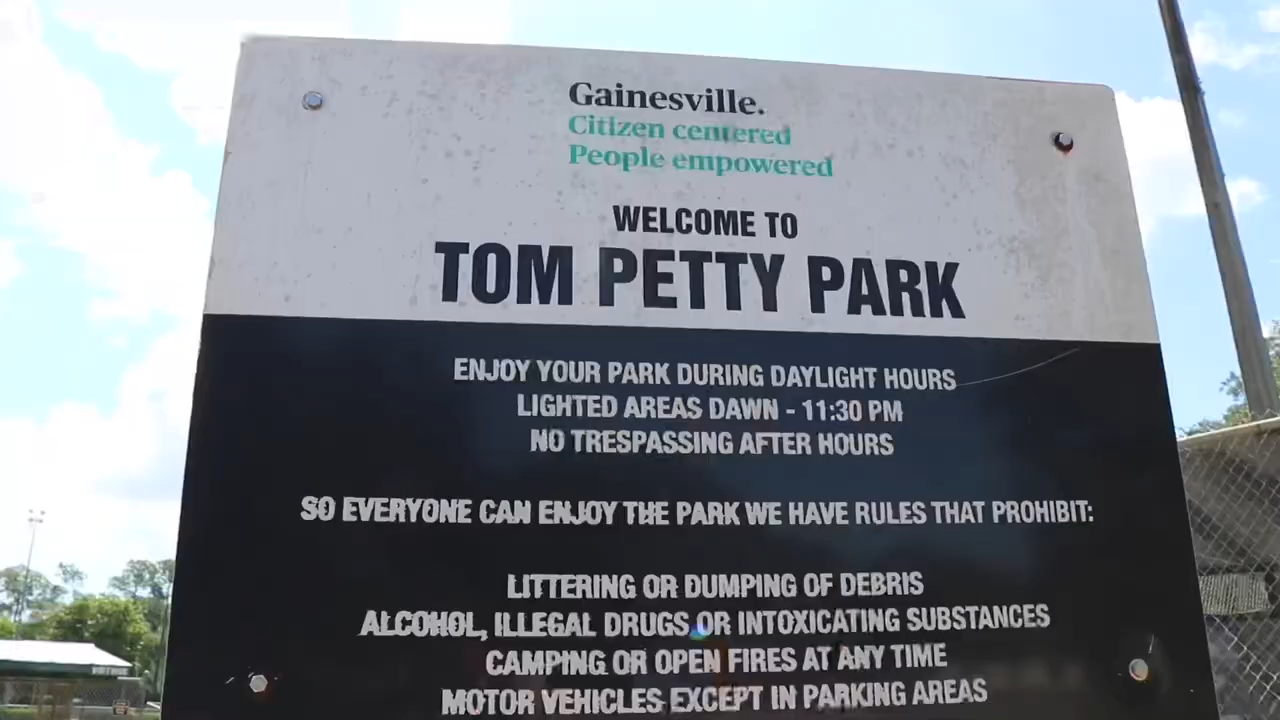 Gainesville.
Citizen centered
People empowered
WELCOME TO
TOM PETTY PARK
ENJOY YOUR PARK DURING DAYLIGHT HOURS
LIGHTED AREAS DAWN - 11:30 PM
NO TRESPASSING AFTER HOURS
SO EVERYONE CAN ENJOY THE PARK WE HAVE RULES THAT PROHIBIT:
LITTERING OR DUMPING OF DEBRIS
ALCOHOL, ILLEGAL DRUGS OR INTOXICATING SUBSTANCES
CAMPING OR OPEN FIRES AT ANY TIME
MOTOR VEHICLES EXCEPT IN PARKING AREAS